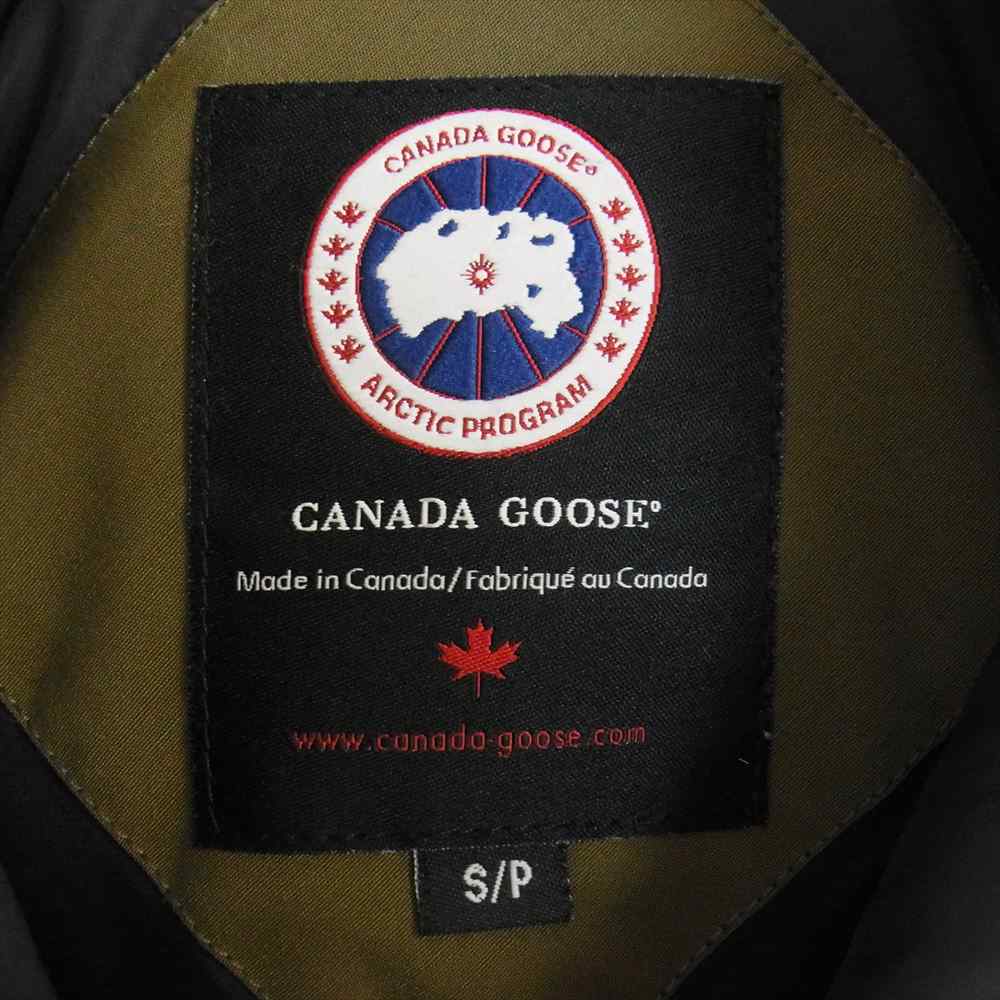 CANADA GOOSE®
ARCTIC PROGRAM
CANADA GOOSE®
Made in Canada/Fabriqué au Canada
www.canada-goose.com
S/P